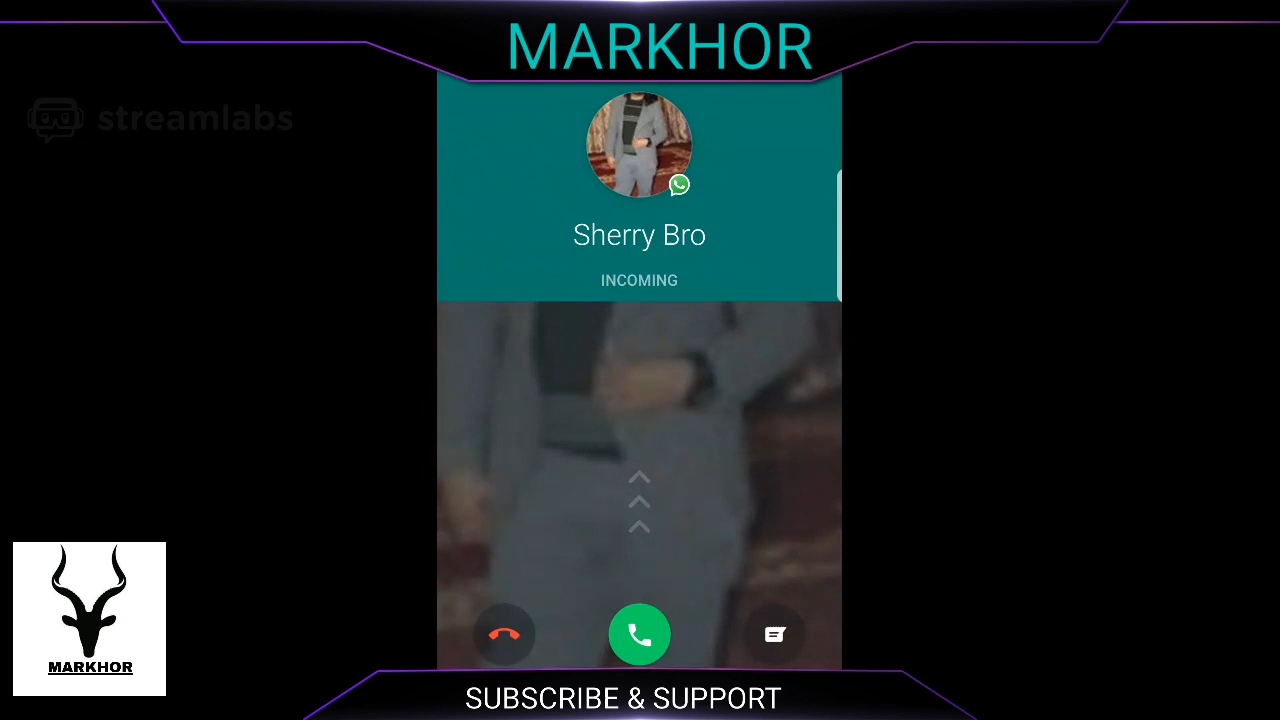 MARKHOR
streamlabs
Sherry Bro
INCOMING
MARKHOR
SUBSCRIBE & SUPPORT